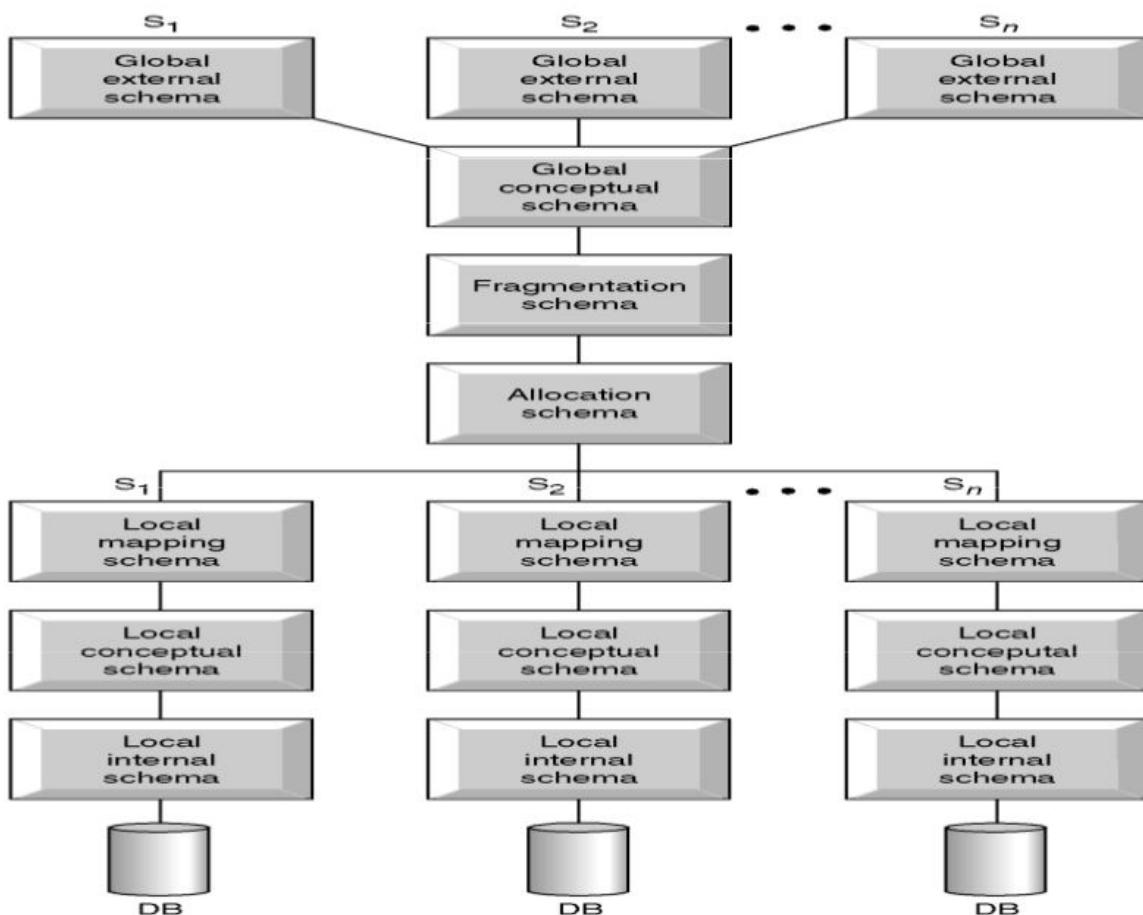 S1 S2 • • • Sn
Global external schema
Global external schema
Global external schema
Global conceptual schema
Fragmentation schema
Allocation schema
S1 S2 • • • Sn
Local mapping schema
Local mapping schema
Local mapping schema
Local conceptual schema
Local conceptual schema
Local conceputal schema
Local internal schema
Local internal schema
Local internal schema
DB DB DB